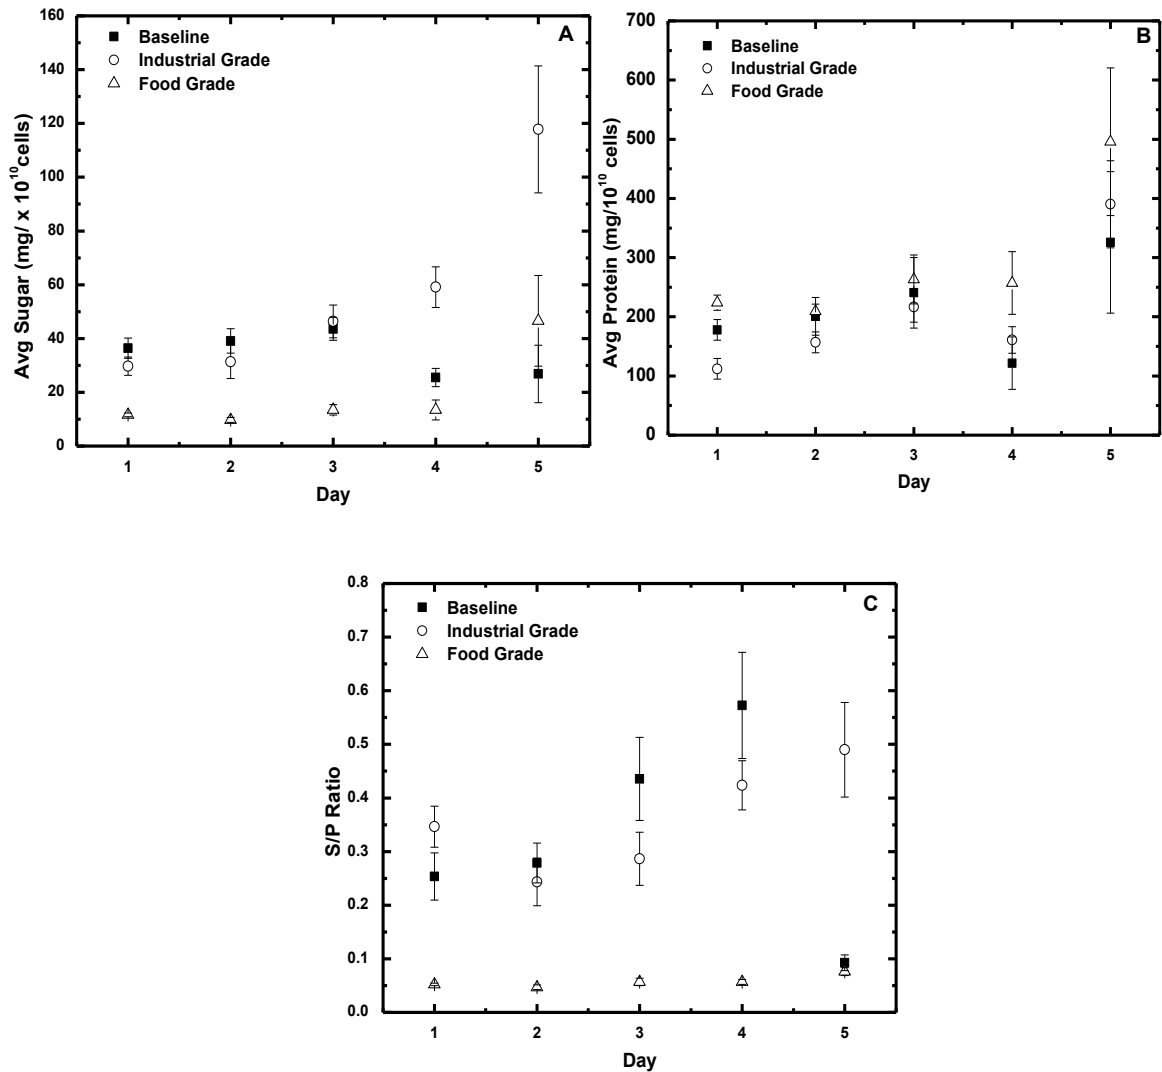 A
Baseline
Industrial Grade
Food Grade
160
140
120
100
80
60
40
20
0
Avg Sugar (mg/ x 10¹⁰cells)
1 2 3 4 5
Day
B
Baseline
Industrial Grade
Food Grade
700
600
500
400
300
200
100
0
Avg Protein (mg/10¹⁰ cells)
1 2 3 4 5
Day
C
Baseline
Industrial Grade
Food Grade
0.8
0.7
0.6
0.5
0.4
0.3
0.2
0.1
0.0
S/P Ratio
1 2 3 4 5
Day